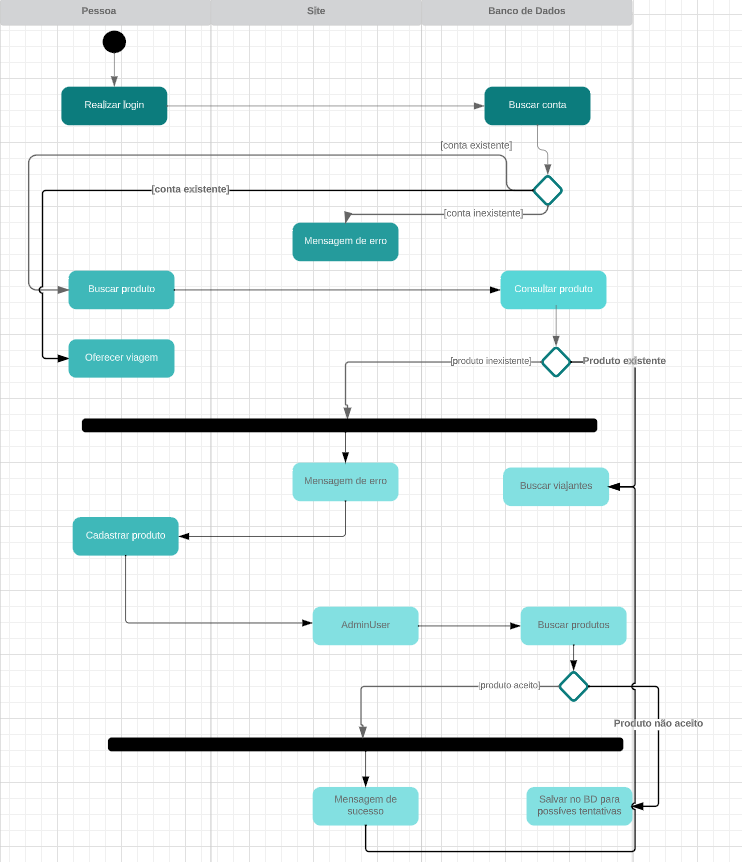 Pessoa
Site
Banco de Dados
Realizar login
Buscar conta
[conta existente]
[conta existente]
[conta inexistente]
Mensagem de erro
Buscar produto
Consultar produto
Oferecer viagem
[produto inexistente]
Produto existente
Mensagem de erro
Buscar viajantes
Cadastrar produto
AdminUser
Buscar produtos
[produto aceito]
Produto não aceito
Mensagem de
sucesso
Salvar no BD para
possíves tentativas